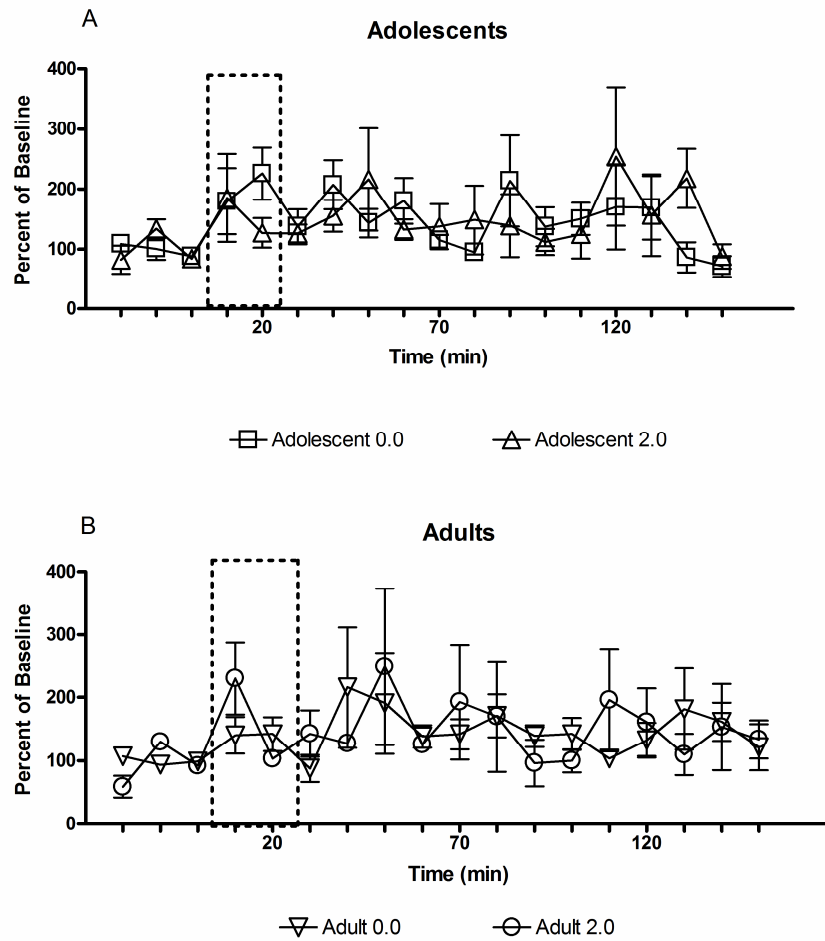 A
Adolescents
Percent of Baseline
400
300
200
100
0
20 70 120
Time (min)
Adolescent 0.0 Adolescent 2.0
B
Adults
Percent of Baseline
400
300
200
100
0
20 70 120
Time (min)
Adult 0.0 Adult 2.0